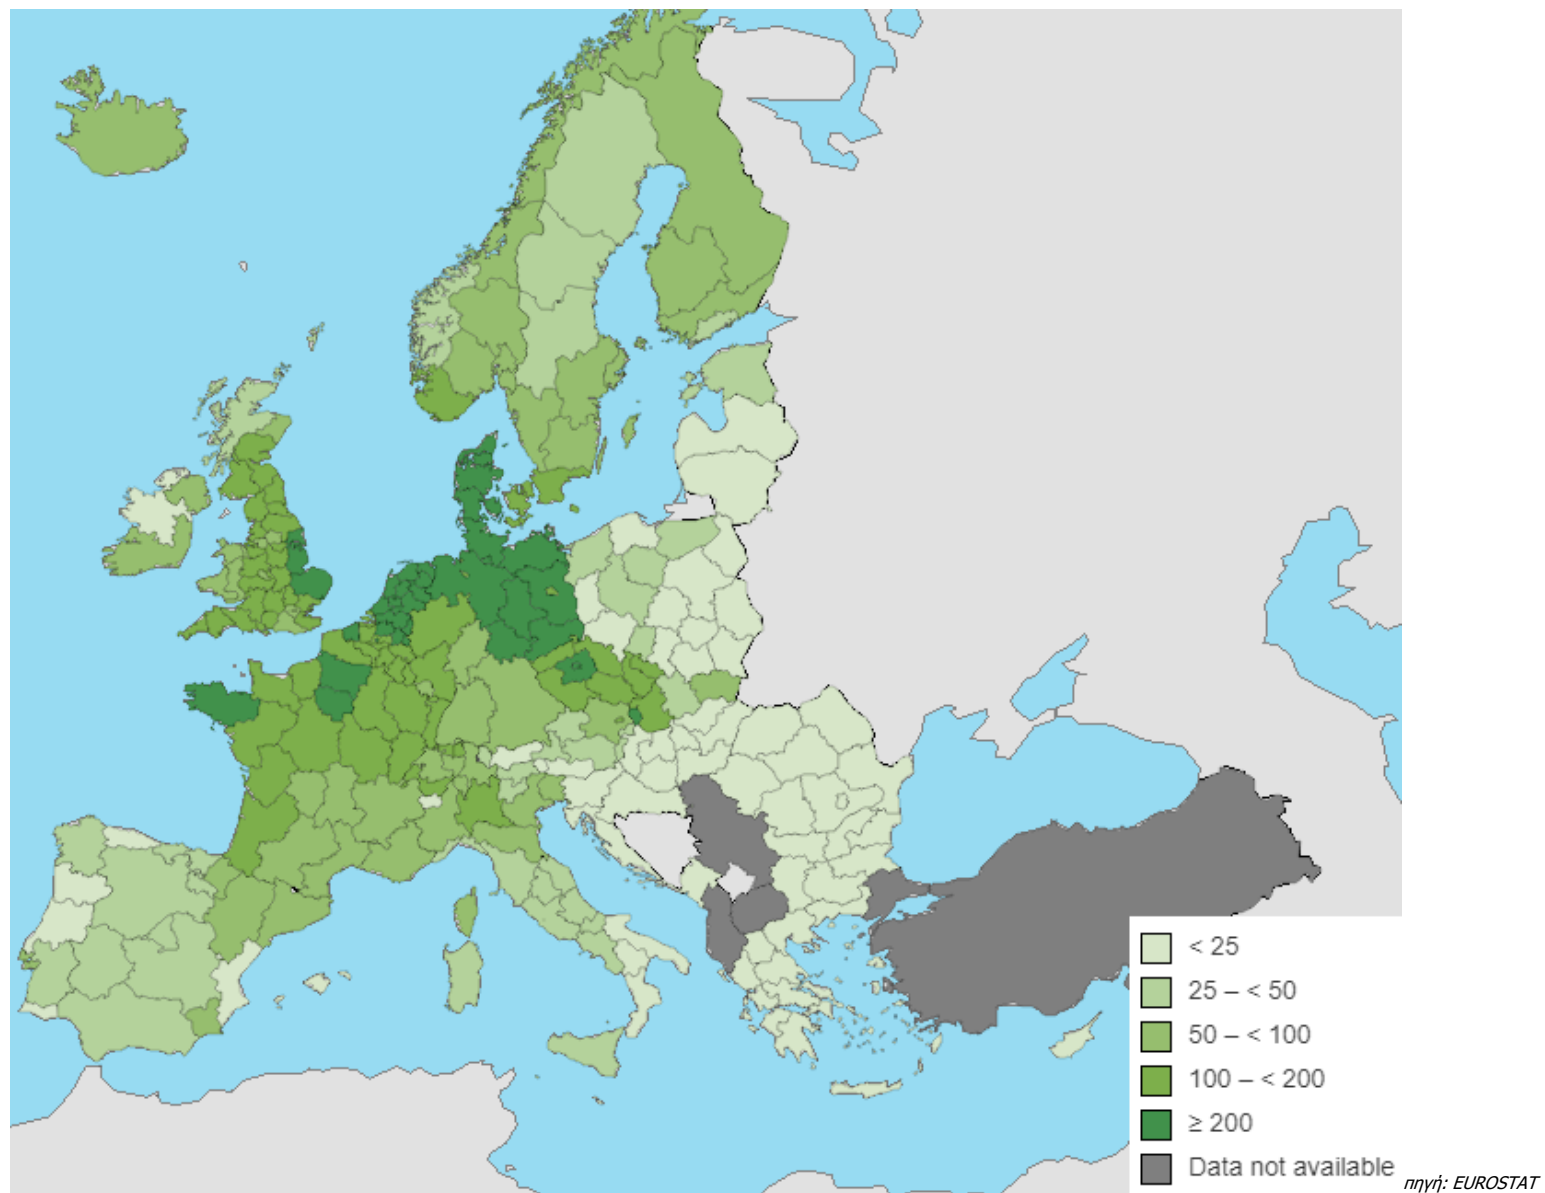 < 25
25 – < 50
50 – < 100
100 – < 200
≥ 200
Data not available
πηγή: EUROSTAT